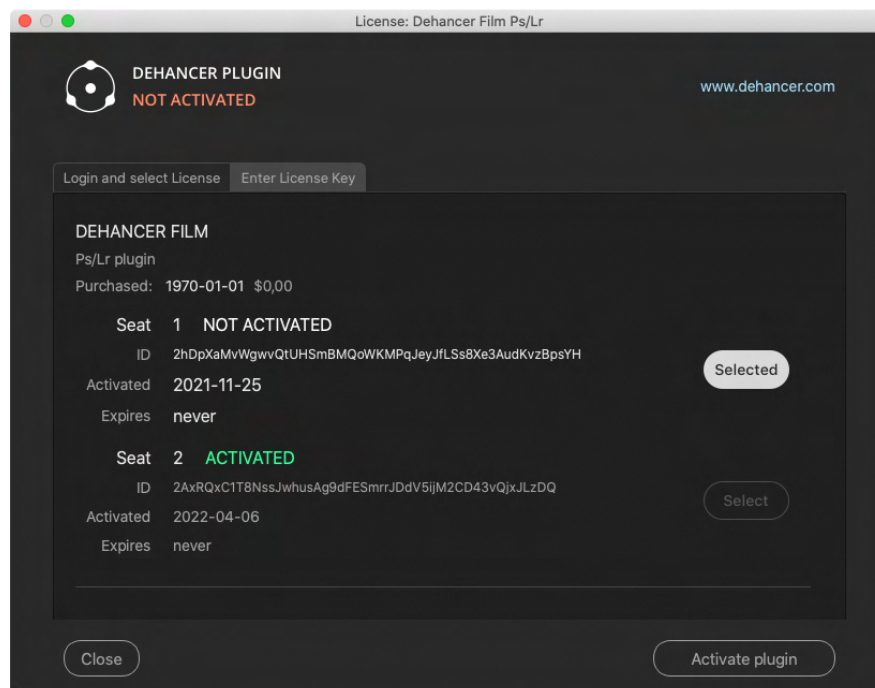 License: Dehancer Film Ps/Lr
DEHANCER PLUGIN
NOT ACTIVATED
www.dehancer.com
Login and select License
Enter License Key
DEHANCER FILM
Ps/Lr plugin
Purchased: 1970-01-01 $0,00
Seat 1 NOT ACTIVATED
ID 2hDpXaMvWgwvQtUHSmBMQoWKMPqJeyJfLSs8Xe3AudKvzBpsYH
Selected
Activated 2021-11-25
Expires never
Seat 2 ACTIVATED
ID 2AxRQxC1T8NssJwhusAg9dFESmrrJDdV5ijM2CD43vQjxJLzDQ
Select
Activated 2022-04-06
Expires never
Close
Activate plugin